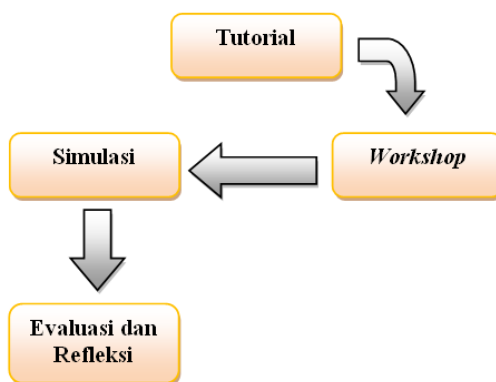 Tutorial
Workshop
Simulasi
Evaluasi dan
Refleksi